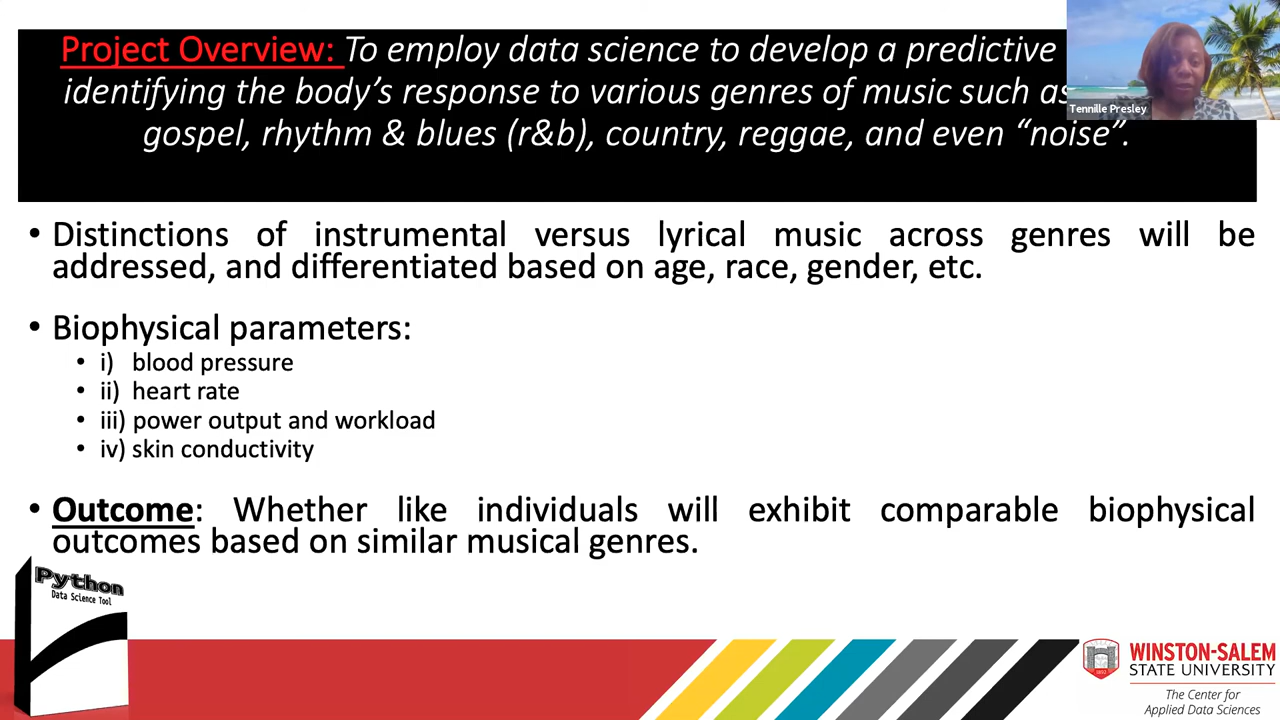 Project Overview: To employ data science to develop a predictive
identifying the body's response to various genres of music such as
gospel, rhythm & blues (r&b), country, reggae, and even “noise”.
Tennille Presley
• Distinctions of instrumental versus lyrical music across genres will be
addressed, and differentiated based on age, race, gender, etc.
• Biophysical parameters:
• i) blood pressure
• ii) heart rate
• iii) power output and workload
• iv) skin conductivity
• Outcome: Whether like individuals will exhibit comparable biophysical
outcomes based on similar musical genres.
Python
Data Science Tool
1892
WINSTON-SALEM
STATE UNIVERSITY
The Center for
Applied Data Sciences